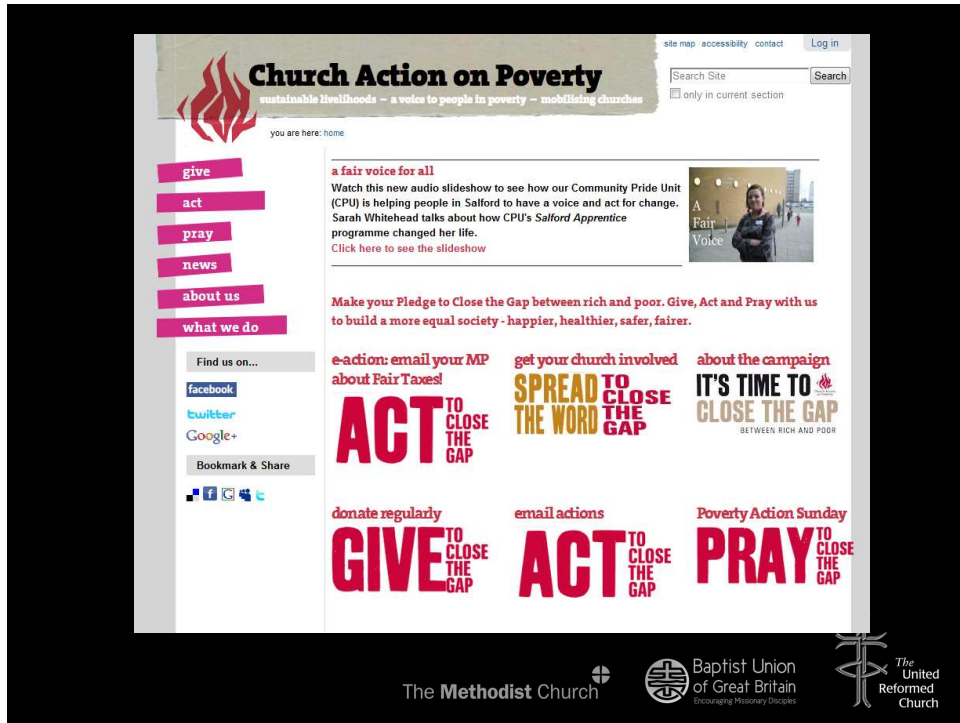 site map accessibility contact Log in
Church Action on Poverty
sustainable livelihoods – a voice to people in poverty – mobilising churches
Search Site Search
only in current section
you are here: home
give
act
pray
news
about us
what we do
Find us on...
facebook
twitter
Google+
Bookmark & Share
a fair voice for all
Watch this new audio slideshow to see how our Community Pride Unit
(CPU) is helping people in Salford to have a voice and act for change.
Sarah Whitehead talks about how CPU's Salford Apprentice
programme changed her life.
Click here to see the slideshow
A
Fair
Voice
Make your Pledge to Close the Gap between rich and poor. Give, Act and Pray with us
to build a more equal society - happier, healthier, safer, fairer.
e-action: email your MP
about Fair Taxes!
ACT TO
CLOSE
THE
GAP
get your church involved
SPREAD TO
THE WORD CLOSE
THE
GAP
about the campaign
IT'S TIME TO
CLOSE THE GAP
BETWEEN RICH AND POOR
donate regularly
GIVE TO
CLOSE
THE
GAP
email actions
ACT TO
CLOSE
THE
GAP
Poverty Action Sunday
PRAY TO
CLOSE
THE
GAP
The Methodist Church
Baptist Union
of Great Britain
Encouraging Missionary Disciples
The
United
Reformed
Church